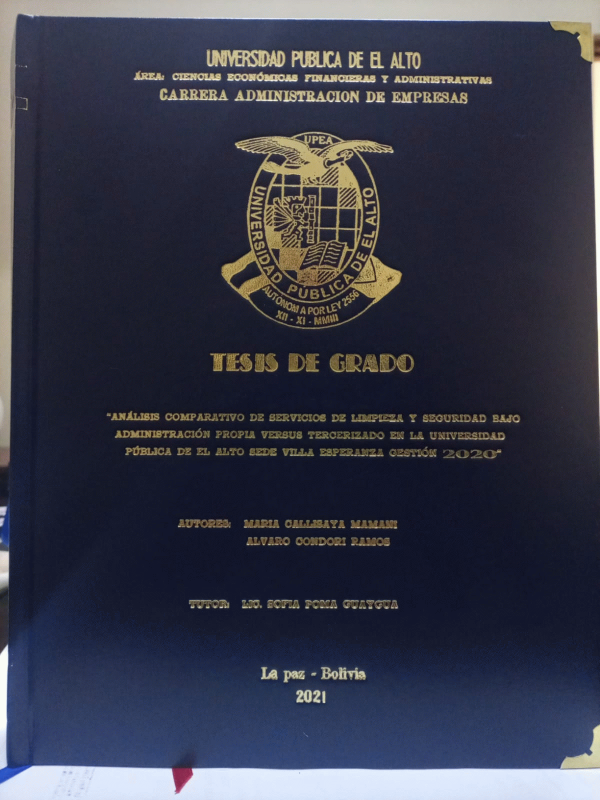 UNIVERSIDAD PUBLICA DE EL ALTO
ÁREA: CIENCIAS ECONÓMICAS FINANCIERAS Y ADMINISTRATIVAS
CARRERA ADMINISTRACION DE EMPRESAS
UPEA
UNIVERSIDAD PÚBLICA DE EL ALTO
AUTONOMA POR LEY 2556
XII - XI - MMIII
TESIS DE GRADO
"ANÁLISIS COMPARATIVO DE SERVICIOS DE LIMPIEZA Y SEGURIDAD BAJO
ADMINISTRACIÓN PROPIA VERSUS TERCERIZADO EN LA UNIVERSIDAD
PÚBLICA DE EL ALTO SEDE VILLA ESPERANZA GESTIÓN 2020"
AUTORES: MARIA CALLISAYA MAMANI
ALVARO CONDORI RAMOS
TUTOR: LIC. SOFIA POMA GUAYGUA
La paz - Bolivia
2021